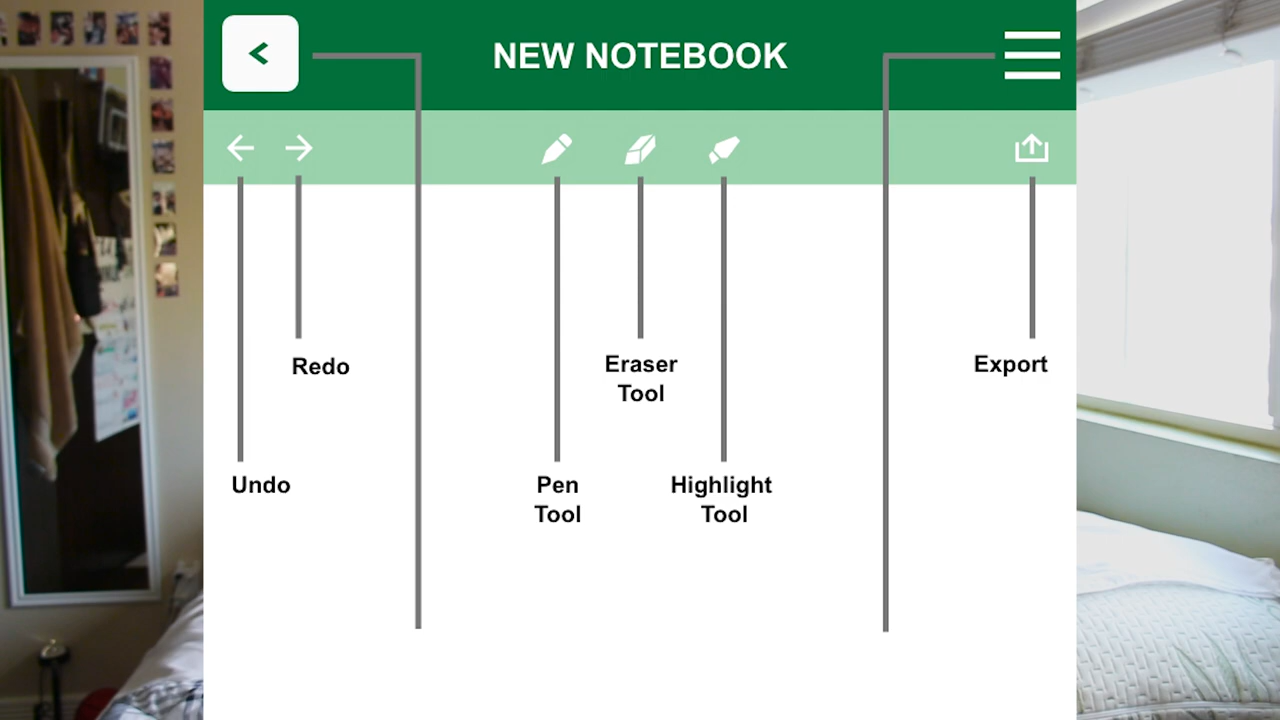 NEW NOTEBOOK
Redo
Eraser
Tool
Export
Undo
Pen
Tool
Highlight
Tool